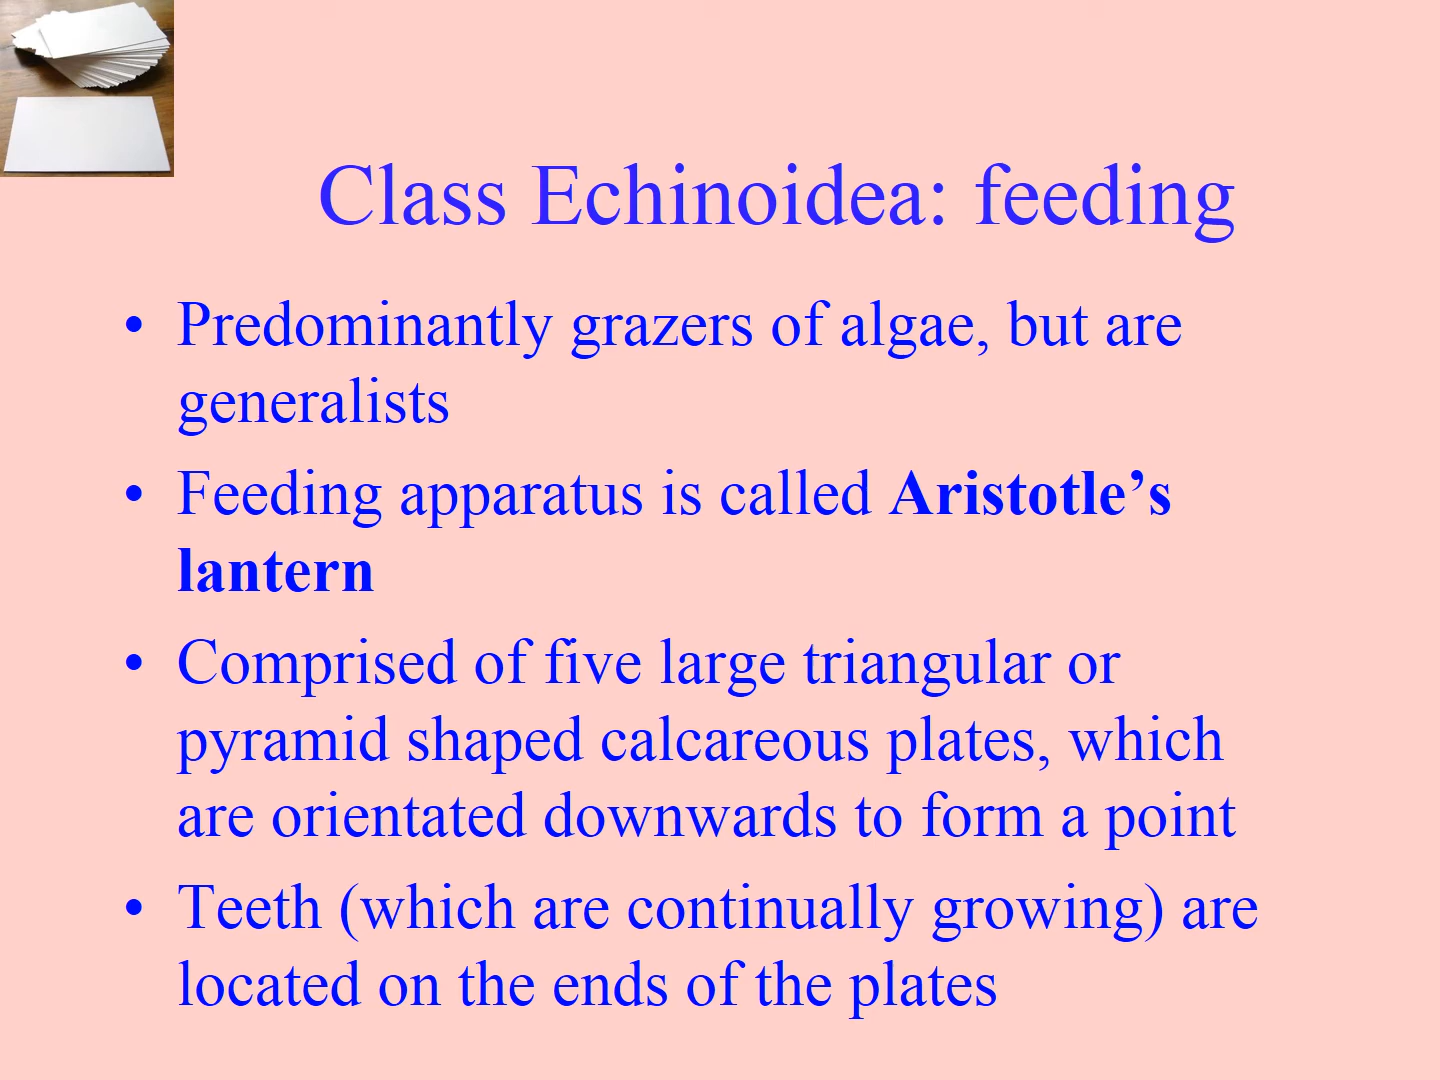 Class Echinoidea: feeding
• Predominantly grazers of algae, but are
generalists
• Feeding apparatus is called Aristotle’s
lantern
• Comprised of five large triangular or
pyramid shaped calcareous plates, which
are orientated downwards to form a point
• Teeth (which are continually growing) are
located on the ends of the plates